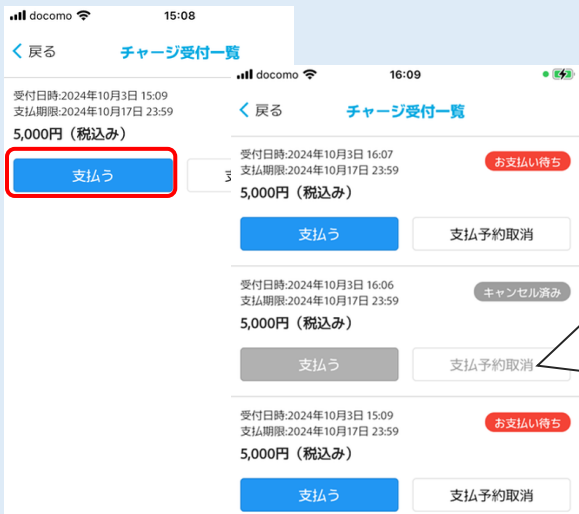 docomo 15:08
戻る チャージ受付一覧
受付日時:2024年10月3日 15:09
支払期限:2024年10月17日 23:59
5,000円（税込み）
支払う
docomo 16:09
戻る チャージ受付一覧
受付日時:2024年10月3日 16:07
支払期限:2024年10月17日 23:59
お支払い待ち
5,000円（税込み）
支払う 支払予約取消
受付日時:2024年10月3日 16:06
支払期限:2024年10月17日 23:59
キャンセル済み
5,000円（税込み）
支払う 支払予約取消
受付日時:2024年10月3日 15:09
支払期限:2024年10月17日 23:59
お支払い待ち
5,000円（税込み）
支払う 支払予約取消